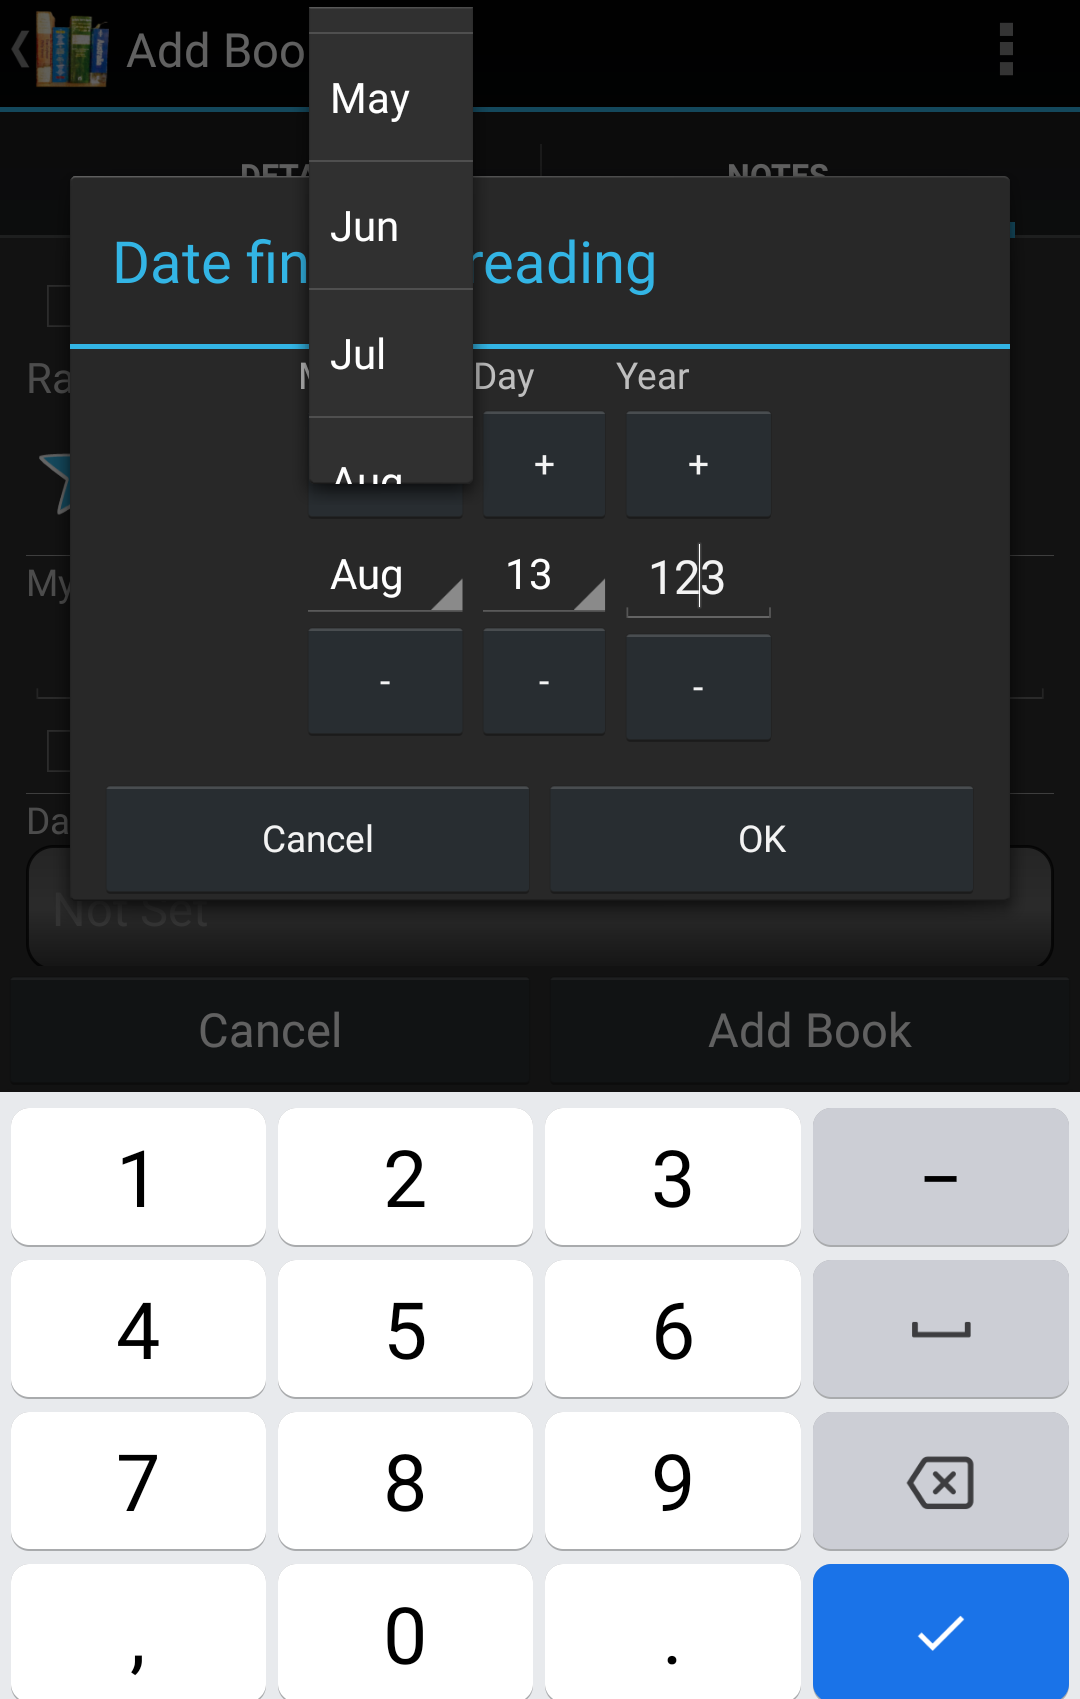 Add Boo
May
DETA
NOTES
Jun
Date fin reading
Jul
Ra
Day
Year
Aug
+
+
Aug
13
123
My
-
-
-
Da
Cancel
OK
Not Set
Cancel
Add Book
1
2
3
–
4
5
6
7
8
9
,
0
.